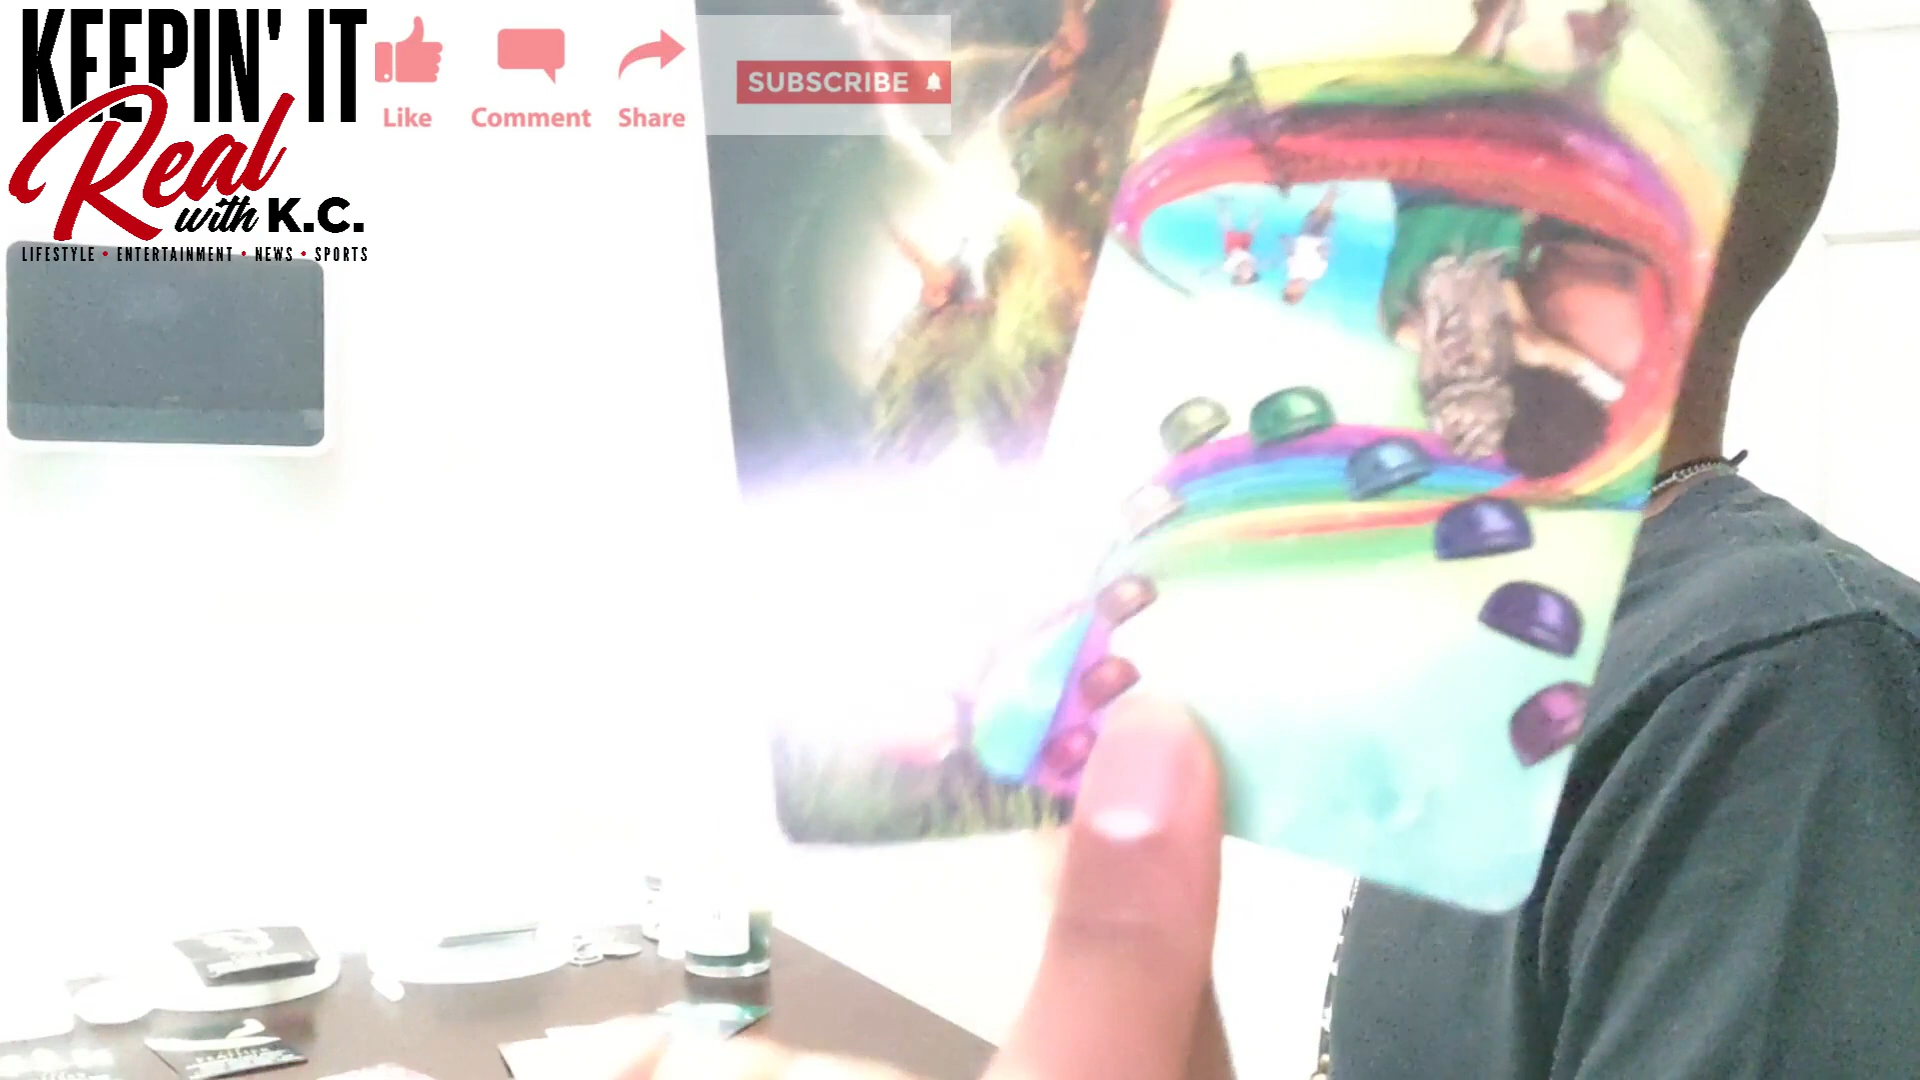 KEEPIN' IT
Real
with K.C.
LIFESTYLE • ENTERTAINMENT • NEWS • SPORTS
Like
Comment
Share
SUBSCRIBE